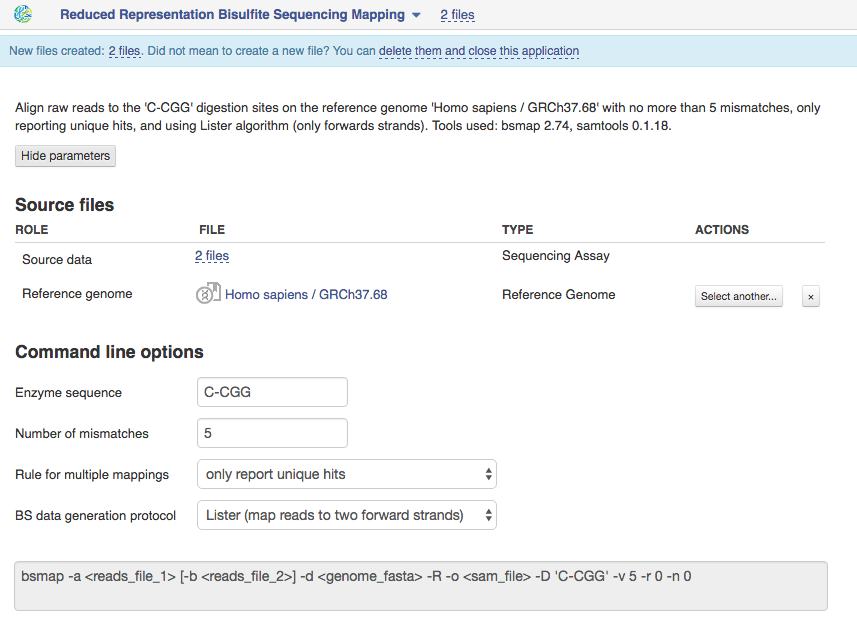 Reduced Representation Bisulfite Sequencing Mapping 2 files
New files created: 2 files. Did not mean to create a new file? You can delete them and close this application
Align raw reads to the 'C-CGG' digestion sites on the reference genome 'Homo sapiens / GRCh37.68' with no more than 5 mismatches, only
reporting unique hits, and using Lister algorithm (only forwards strands). Tools used: bsmap 2.74, samtools 0.1.18.
Hide parameters
Source files
ROLE FILE TYPE ACTIONS
Source data 2 files Sequencing Assay
Reference genome Homo sapiens / GRCh37.68 Reference Genome Select another... ×
Command line options
Enzyme sequence C-CGG
Number of mismatches 5
Rule for multiple mappings only report unique hits
BS data generation protocol Lister (map reads to two forward strands)
bsmap -a <reads_file_1> [-b <reads_file_2>] -d <genome_fasta> -R -o <sam_file> -D 'C-CGG' -v 5 -r 0 -n 0